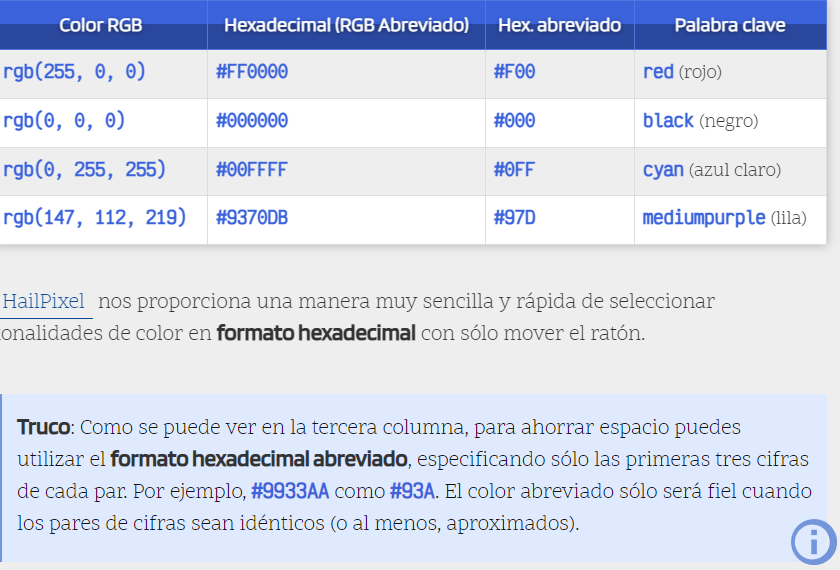 Color RGB Hexadecimal (RGB Abreviado) Hex. abreviado Palabra clave
rgb(255, 0, 0) #FF0000 #F00 red (rojo)
rgb(0, 0, 0) #000000 #000 black (negro)
rgb(0, 255, 255) #00FFFF #0FF cyan (azul claro)
rgb(147, 112, 219) #9370DB #97D mediumpurple (lila)
HailPixel nos proporciona una manera muy sencilla y rápida de seleccionar
tonalidades de color en formato hexadecimal con sólo mover el ratón.
Truco: Como se puede ver en la tercera columna, para ahorrar espacio puedes
utilizar el formato hexadecimal abreviado, especificando sólo las primeras tres cifras
de cada par. Por ejemplo, #9933AA como #93A. El color abreviado sólo será fiel cuando
los pares de cifras sean idénticos (o al menos, aproximados).